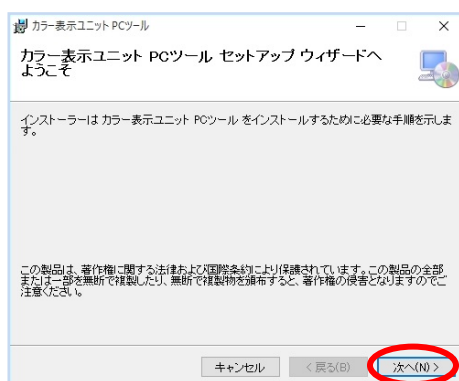 カラー表示ユニット PCツール
カラー表示ユニット PCツール セットアップ ウィザードへ
ようこそ
インストーラーは カラー表示ユニット PCツール をインストールするために必要な手順を示しま
す。
この製品は、著作権に関する法律および国際条約により保護されています。この製品の全部
または一部を無断で複製したり、無断で複製物を頒布すると、著作権の侵害となりますのでご
注意ください。
キャンセル < 戻る(B) 次へ(N) >